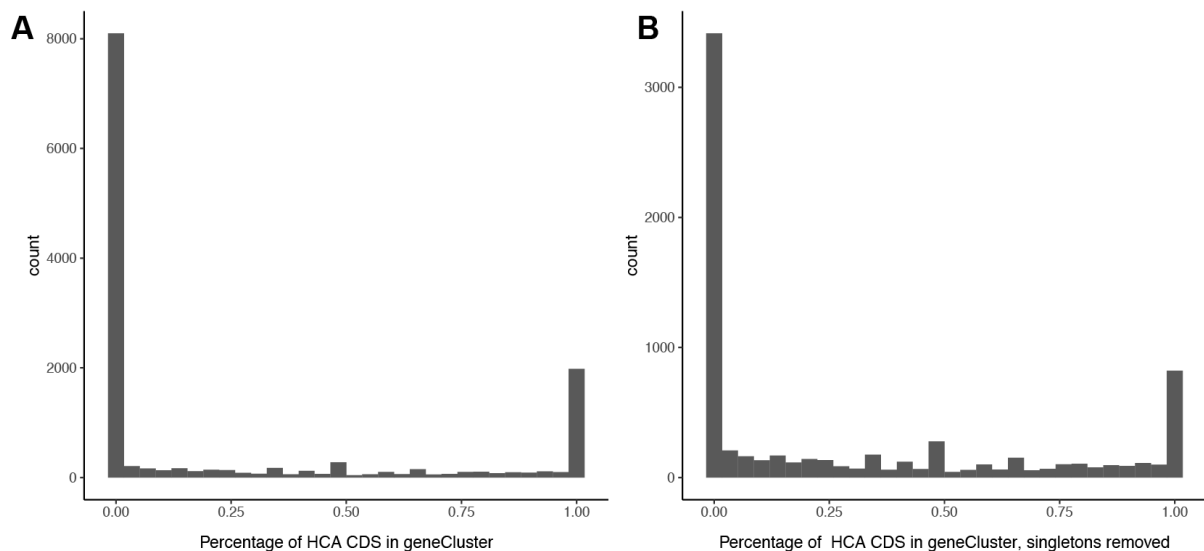 A
8000
6000
4000
2000
0
count
0.00 0.25 0.50 0.75 1.00
Percentage of HCA CDS in geneCluster
B
3000
2000
1000
0
count
0.00 0.25 0.50 0.75 1.00
Percentage of  HCA CDS in geneCluster, singletons removed